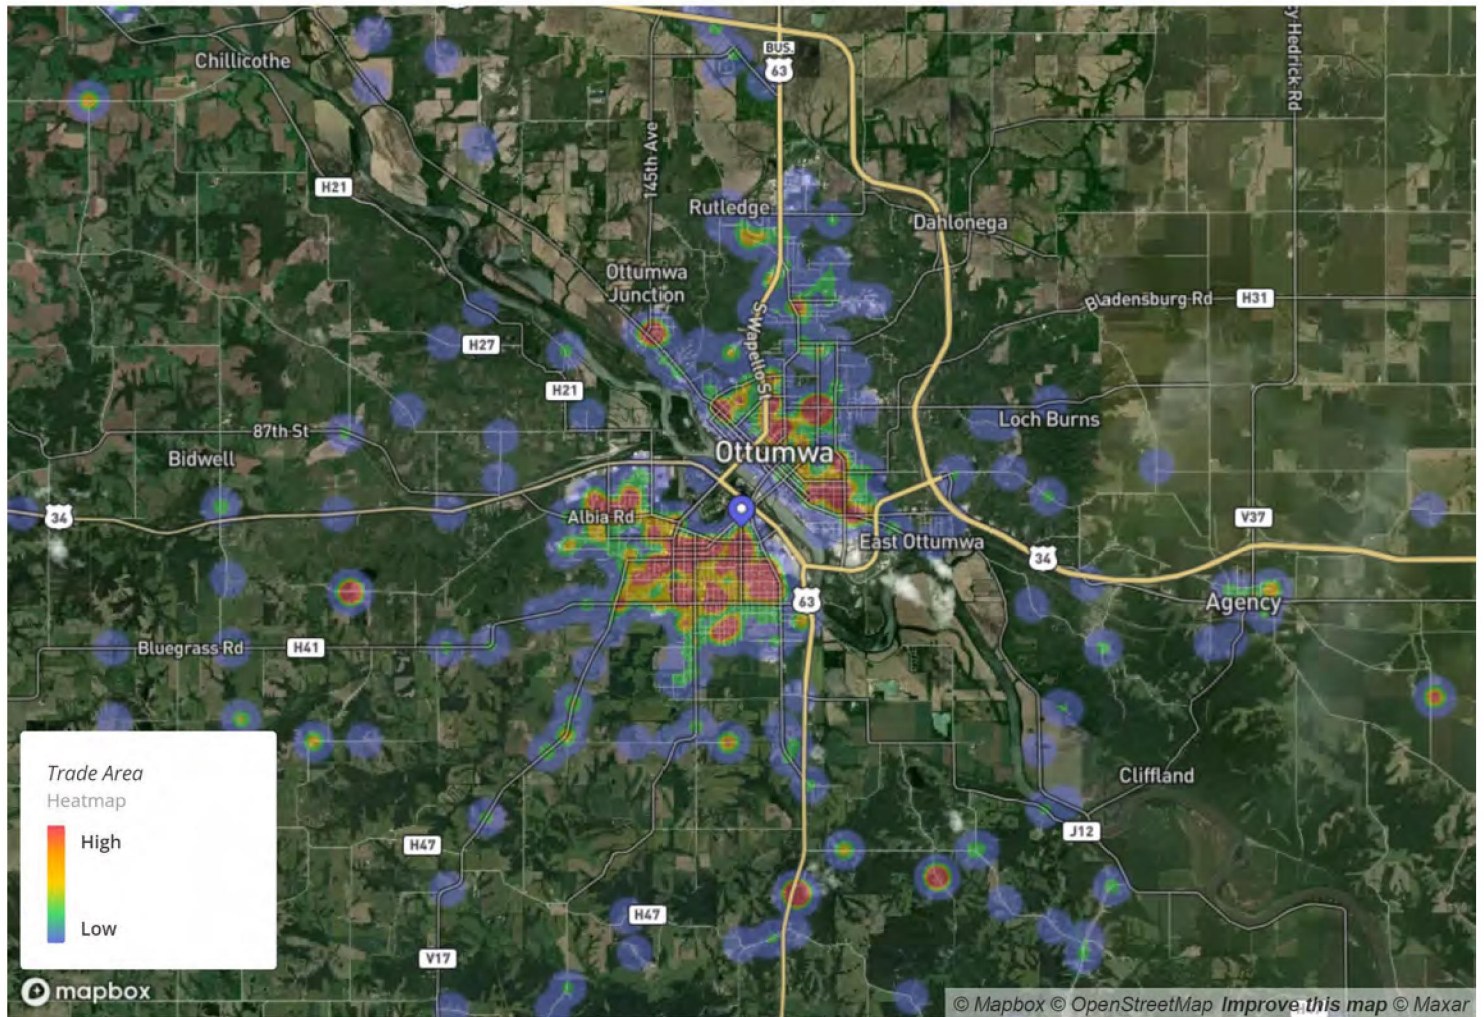 Chillicothe
BUS.
63
cy Hedrick Rd
145th Ave
H21
Rutledge
Dahlonega
Ottumwa
Junction
S Wapello St
Bladensburg Rd
H31
H27
H21
87th St
Bidwell
Loch Burns
Ottumwa
34
Albia Rd
V37
East Ottumwa
34
63
Agency
Bluegrass Rd
H41
Trade Area
Heatmap
High
Low
Cliffland
J12
H47
H47
V17
mapbox
© Mapbox © OpenStreetMap Improve this map © Maxar